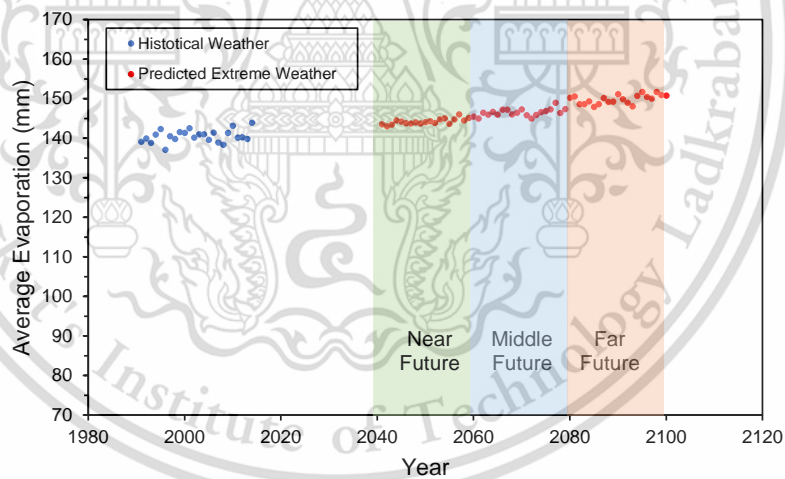 Average Evaporation (mm)
170
160
150
140
130
120
110
100
90
80
70
Histotical Weather
Predicted Extreme Weather
Near
Future
Middle
Future
Far
Future
1980
2000
2020
2040
2060
2080
2100
2120
Year
Institute of Technology Ladkraban